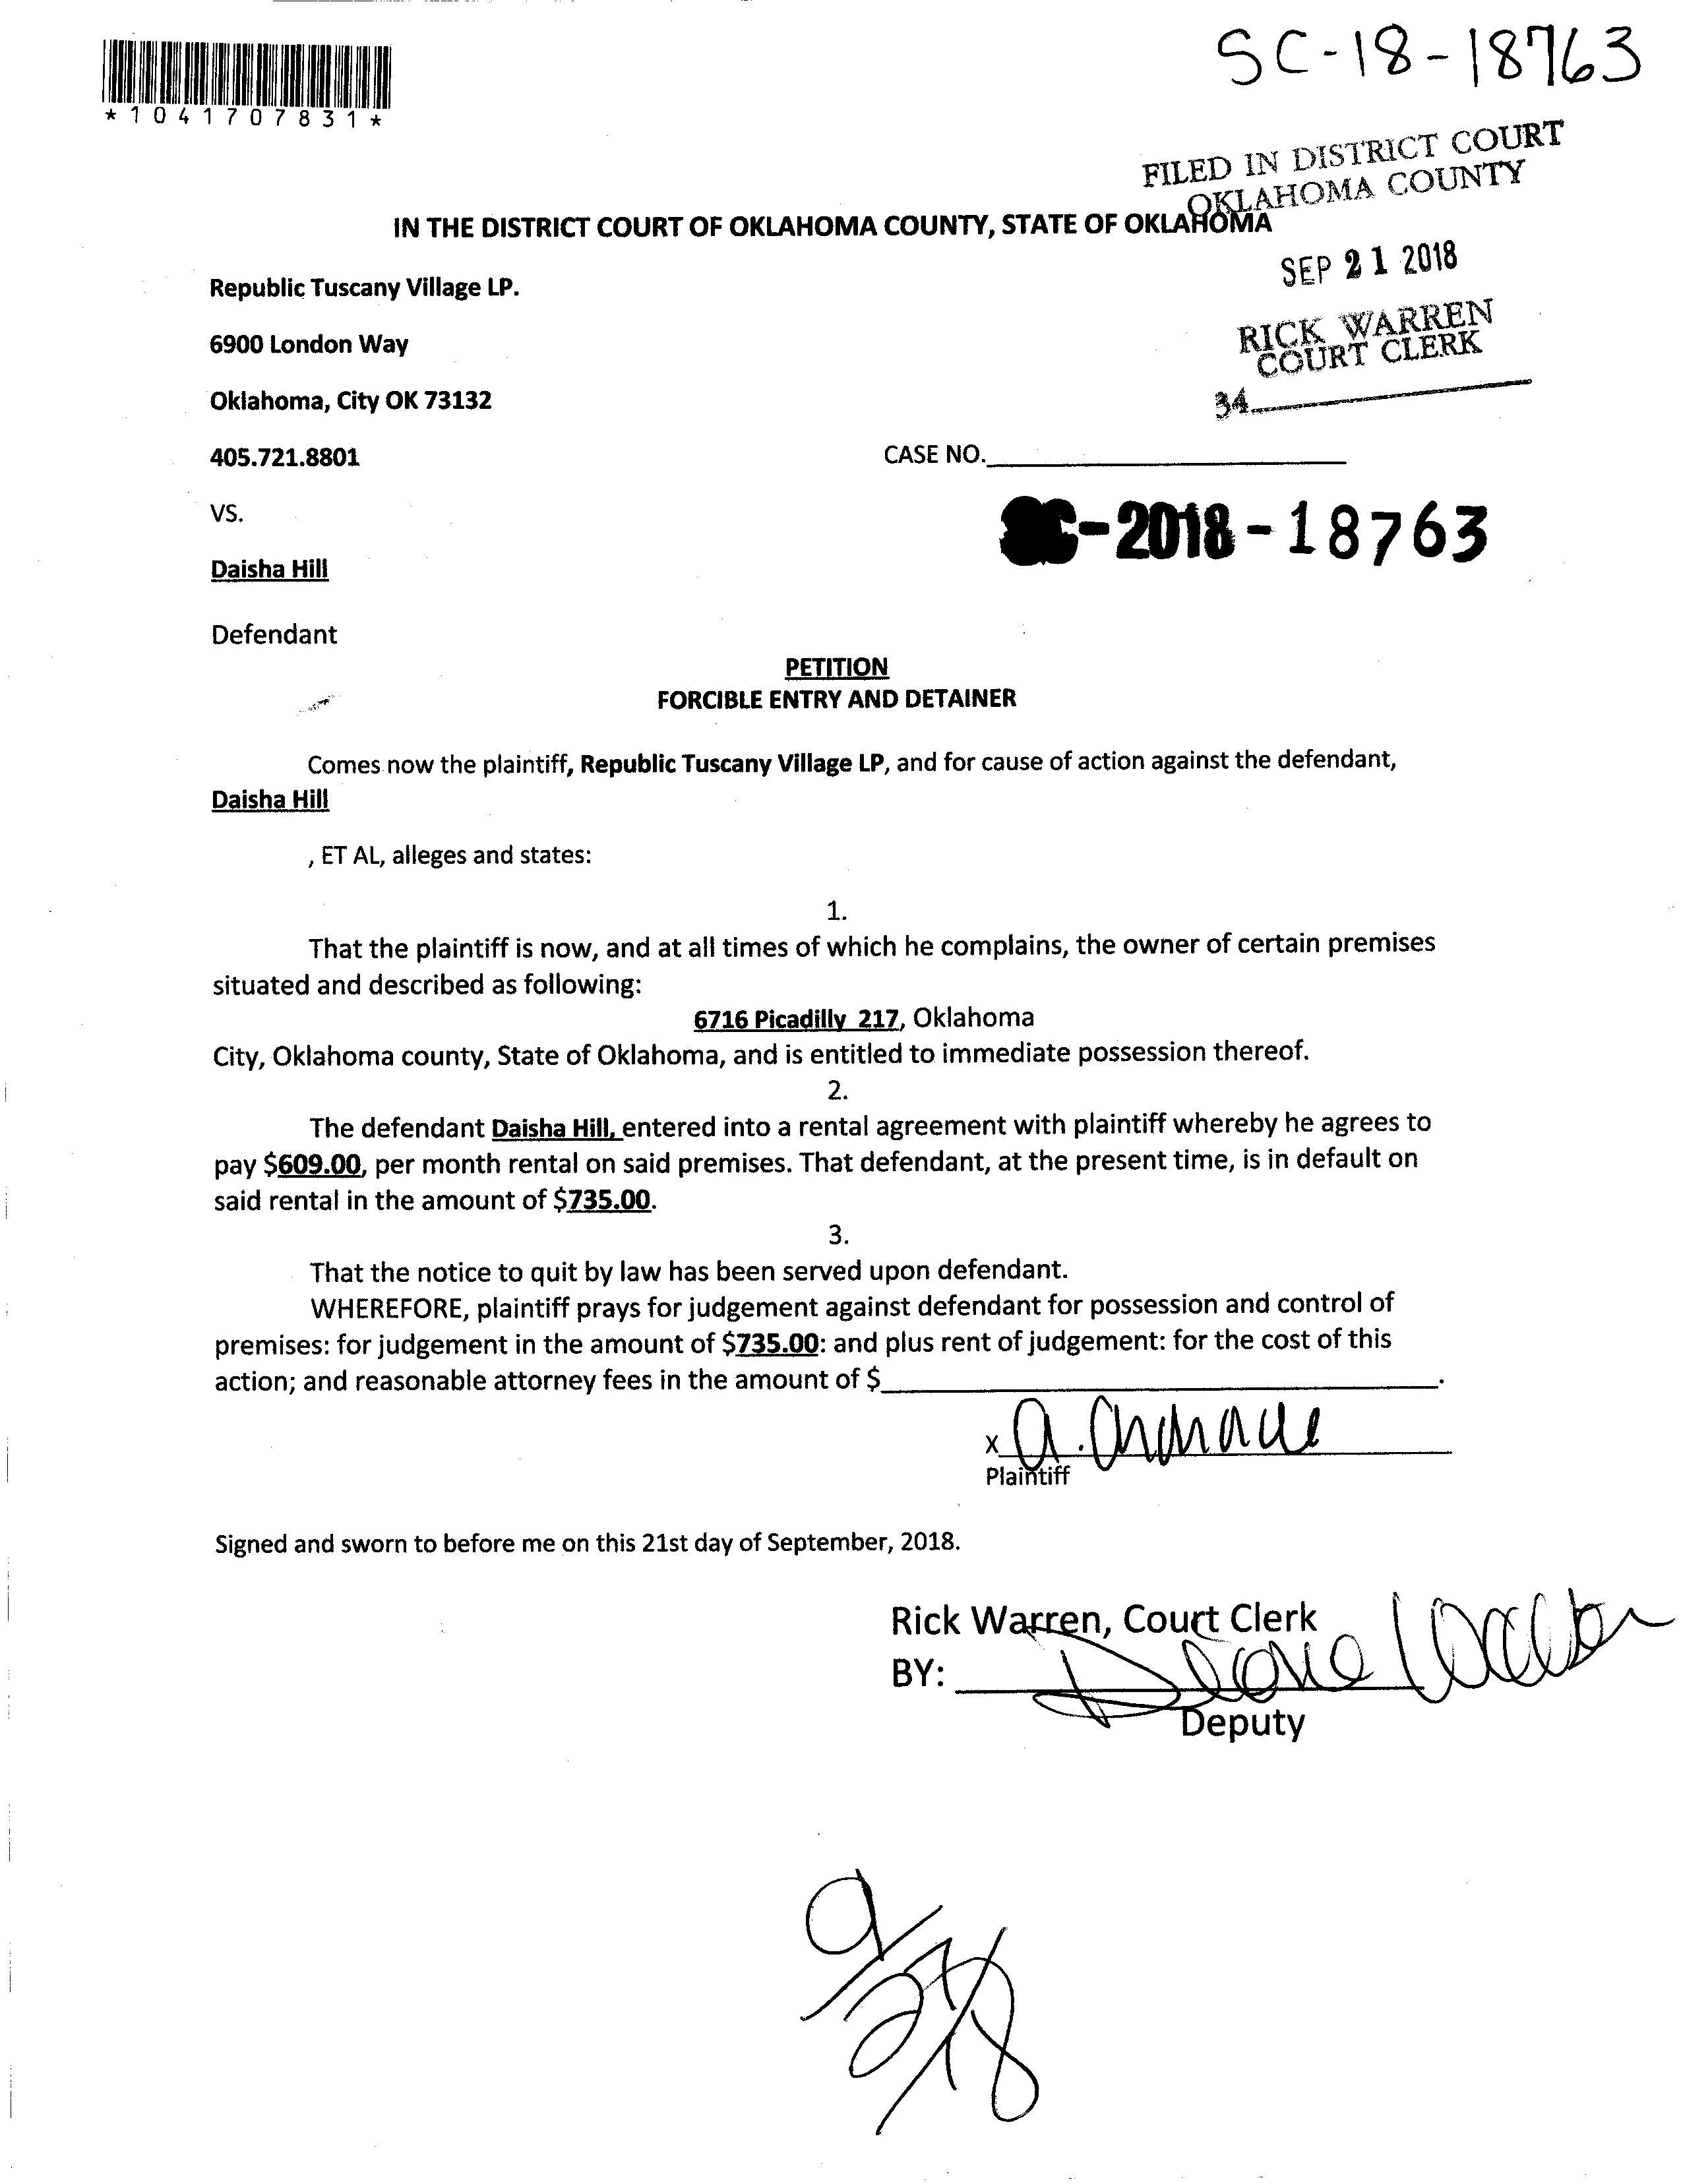 SC-18-18763
*1041707831*
FILED IN DISTRICT COURT
OKLAHOMA COUNTY
IN THE DISTRICT COURT OF OKLAHOMA COUNTY, STATE OF OKLAHOMA
SEP 21 2018
Republic Tuscany Village LP.
RICK WARREN
COURT CLERK
6900 London Way
34
Oklahoma, City OK 73132
405.721.8801
CASE NO.
VS.
SC-2018-18763
Daisha Hill
Defendant
PETITION
FORCIBLE ENTRY AND DETAINER
Comes now the plaintiff, Republic Tuscany Village LP, and for cause of action against the defendant,
Daisha Hill
, ET AL, alleges and states:
1.
That the plaintiff is now, and at all times of which he complains, the owner of certain premises
situated and described as following:
6716 Picadilly 217, Oklahoma
City, Oklahoma county, State of Oklahoma, and is entitled to immediate possession thereof.
2.
The defendant Daisha Hill, entered into a rental agreement with plaintiff whereby he agrees to
pay $609.00, per month rental on said premises. That defendant, at the present time, is in default on
said rental in the amount of $735.00.
3.
That the notice to quit by law has been served upon defendant.
WHEREFORE, plaintiff prays for judgement against defendant for possession and control of
premises: for judgement in the amount of $735.00: and plus rent of judgement: for the cost of this
action; and reasonable attorney fees in the amount of $
x
Plaintiff
Signed and sworn to before me on this 21st day of September, 2018.
Rick Warren, Court Clerk
BY:
Deputy